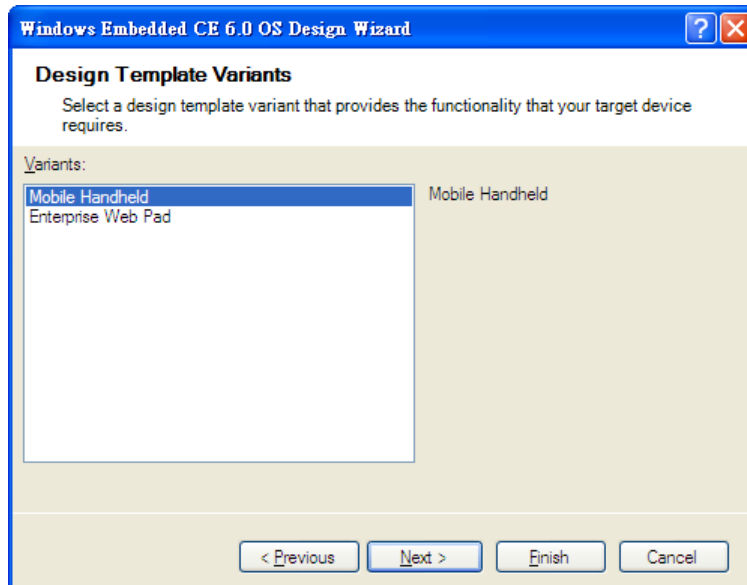 Windows Embedded CE 6.0 OS Design Wizard
Design Template Variants
Select a design template variant that provides the functionality that your target device
requires.
Variants:
Mobile Handheld
Mobile Handheld
Enterprise Web Pad
< Previous
Next >
Finish
Cancel